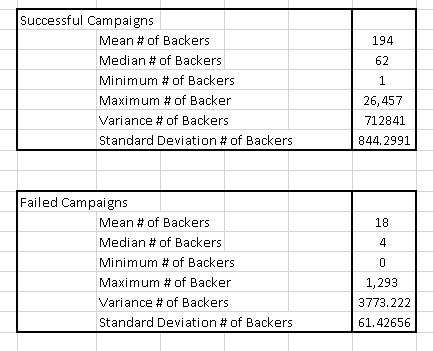 Successful Campaigns
Mean # of Backers 194
Median # of Backers 62
Minimum # of Backers 1
Maximum # of Backer 26,457
Variance # of Backers 712841
Standard Deviation # of Backers 844.2991
Failed Campaigns
Mean # of Backers 18
Median # of Backers 4
Minimum # of Backers 0
Maximum # of Backer 1,293
Variance # of Backers 3773.222
Standard Deviation # of Backers 61.42656